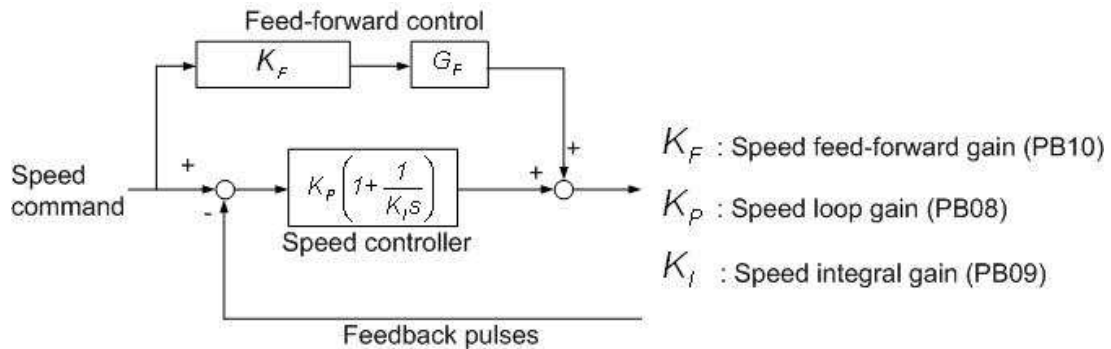 Feed-forward control
K_F
G_F
+
K_F : Speed feed-forward gain (PB10)
Speed command
+
-
K_P(1+1/(K_I s))
+
K_P : Speed loop gain (PB08)
Speed controller
K_I : Speed integral gain (PB09)
Feedback pulses